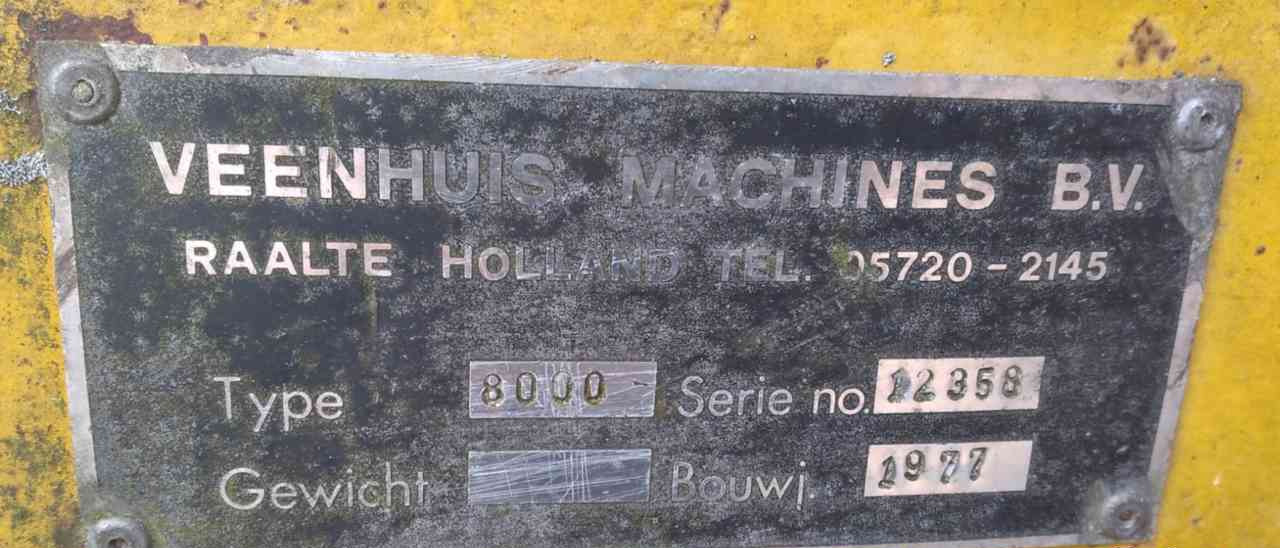 VEENHUIS MACHINES B.V.
RAALTE HOLLAND TEL. 05720-2145
Type 8000 Serie no. 12358
Gewicht Bouwj. 1977